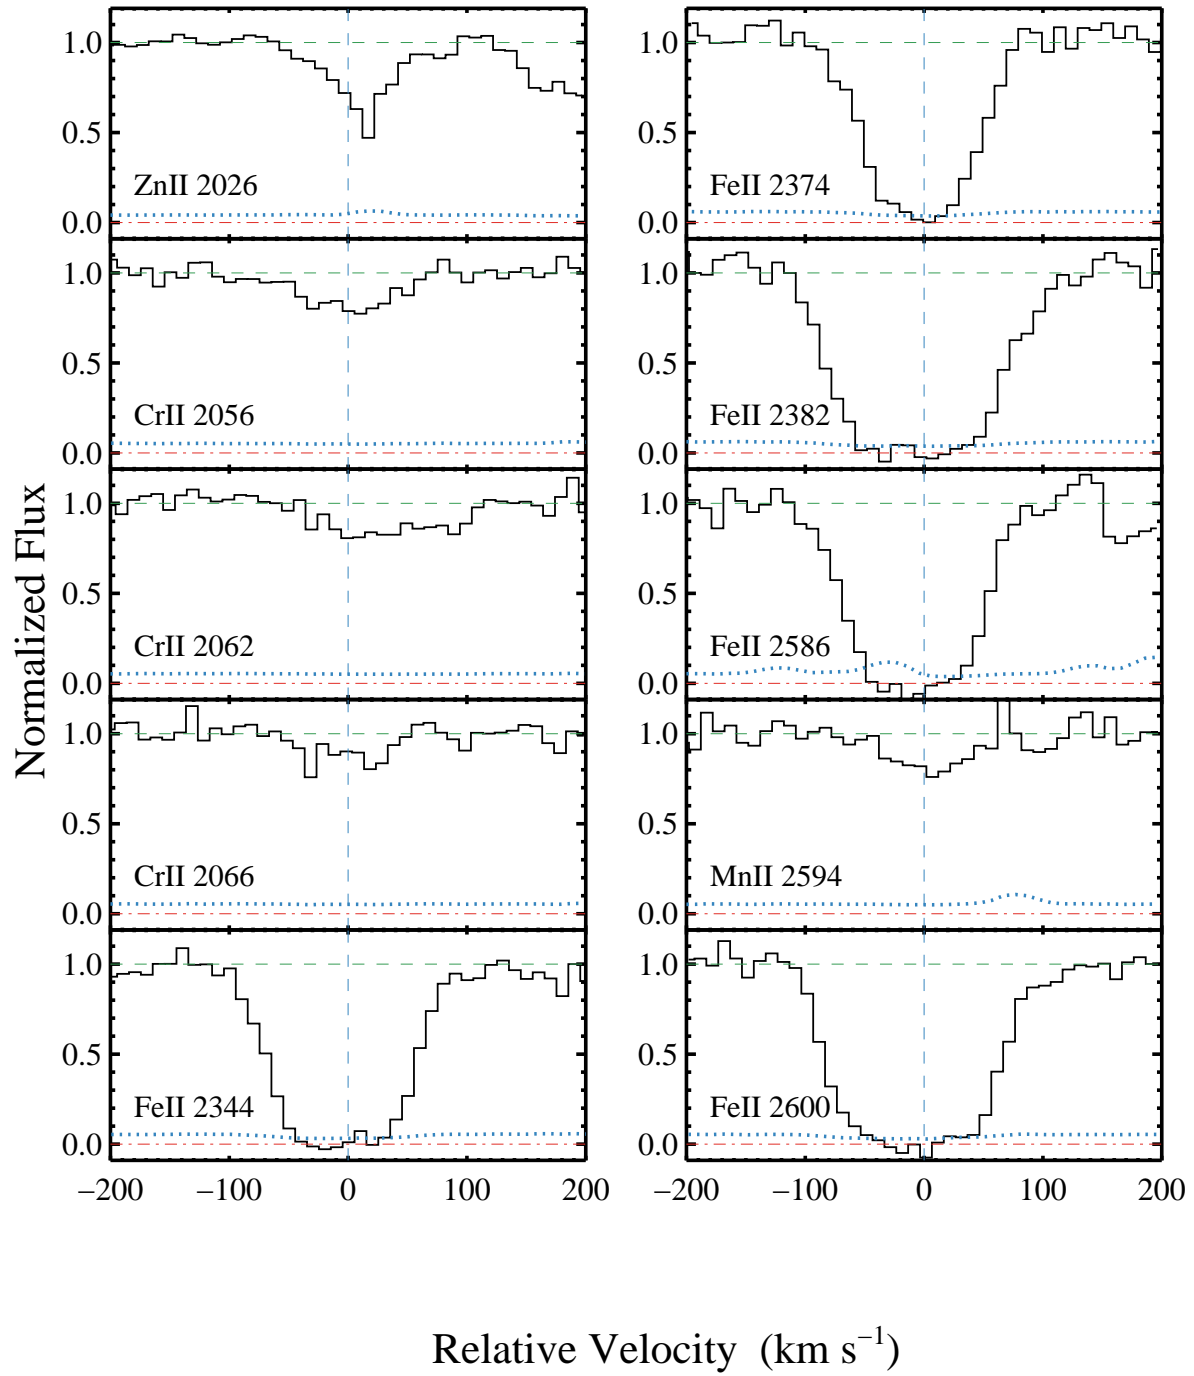 Normalized Flux
1.0
0.5
ZnII 2026
0.0
1.0
0.5
CrII 2056
0.0
1.0
0.5
CrII 2062
0.0
1.0
0.5
CrII 2066
0.0
1.0
0.5
FeII 2344
0.0
−200 −100 0 100 200
1.0
0.5
FeII 2374
0.0
1.0
0.5
FeII 2382
0.0
1.0
0.5
FeII 2586
0.0
1.0
0.5
MnII 2594
0.0
1.0
0.5
FeII 2600
0.0
−200 −100 0 100 200
Relative Velocity (km s⁻¹)